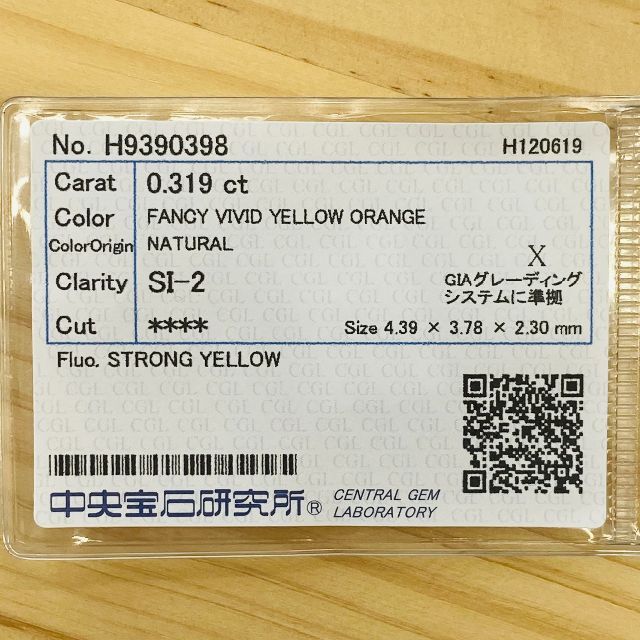 No. H9390398 H120619
Carat 0.319 ct
Color FANCY VIVID YELLOW ORANGE
ColorOrigin NATURAL
X
Clarity SI-2
GIAグレーディング
システムに準拠
Cut **** Size 4.39 × 3.78 × 2.30 mm
Fluo. STRONG YELLOW
中央宝石研究所® CENTRAL GEM
LABORATORY